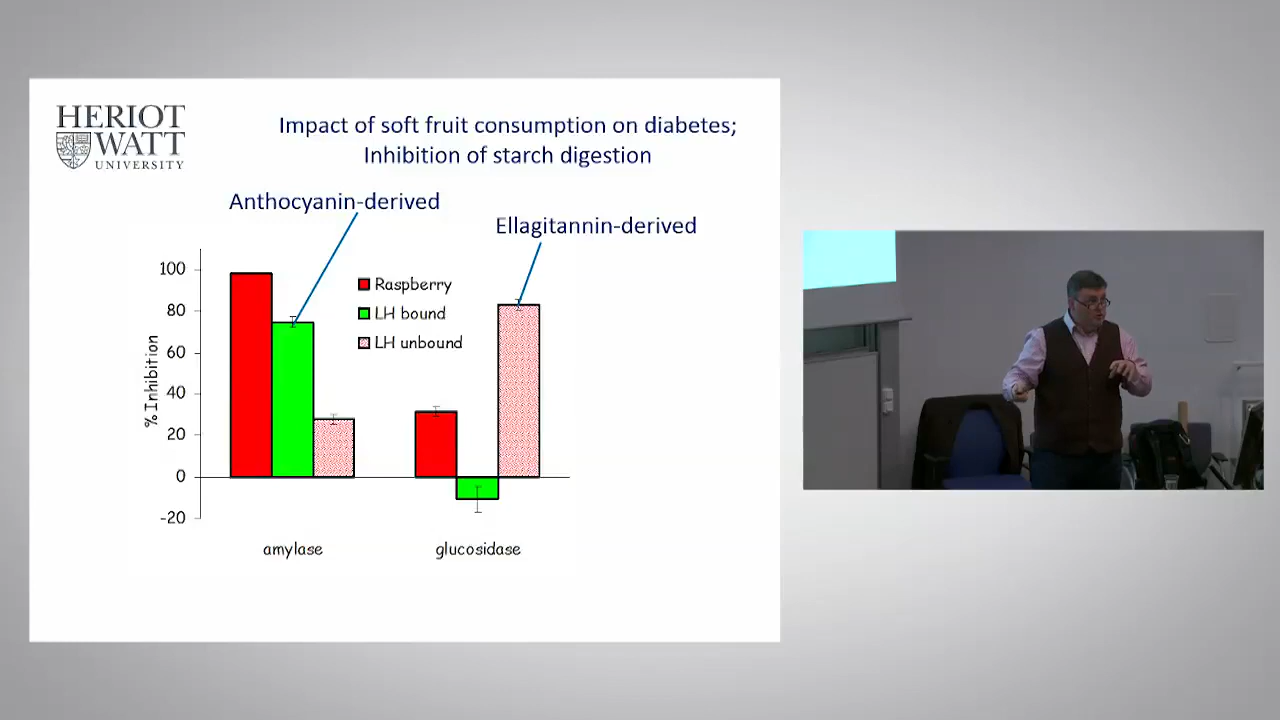 HERIOT
WATT
UNIVERSITY
Impact of soft fruit consumption on diabetes;
Inhibition of starch digestion
Anthocyanin-derived
Ellagitannin-derived
% Inhibition
100
80
60
40
20
0
-20
Raspberry
LH bound
LH unbound
amylase
glucosidase